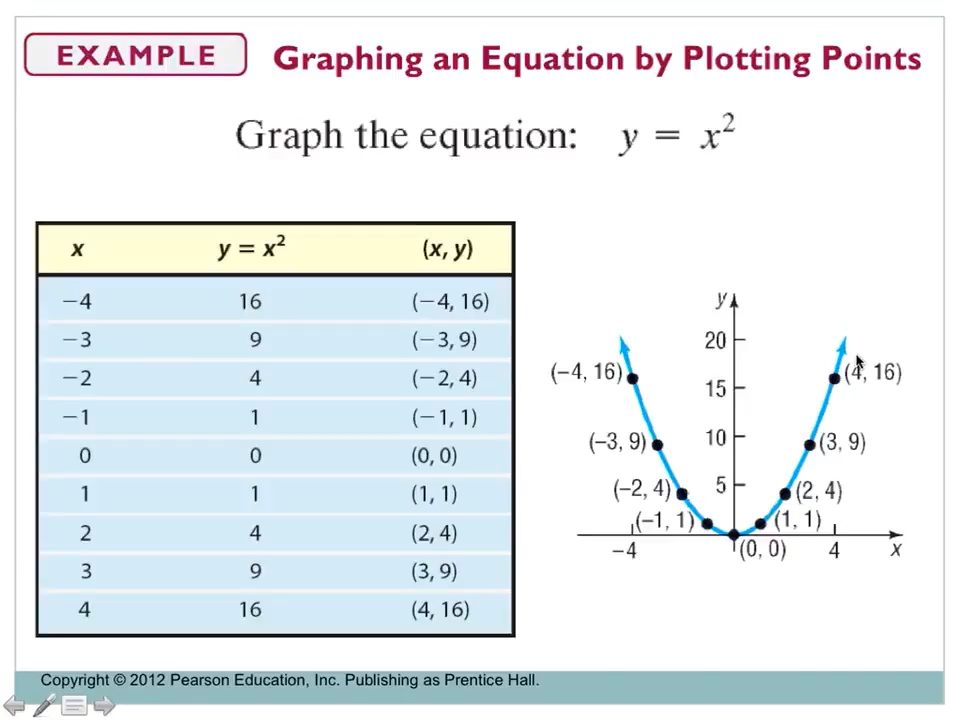 EXAMPLE Graphing an Equation by Plotting Points
Graph the equation: y = x²
x y = x² (x, y)
−4 16 (−4, 16)
−3 9 (−3, 9)
−2 4 (−2, 4)
−1 1 (−1, 1)
0 0 (0, 0)
1 1 (1, 1)
2 4 (2, 4)
3 9 (3, 9)
4 16 (4, 16)
y
20
(−4, 16) 15 (4, 16)
(−3, 9) 10 (3, 9)
(−2, 4) 5 (2, 4)
(−1, 1) (1, 1)
−4 (0, 0) 4 x
Copyright © 2012 Pearson Education, Inc. Publishing as Prentice Hall.